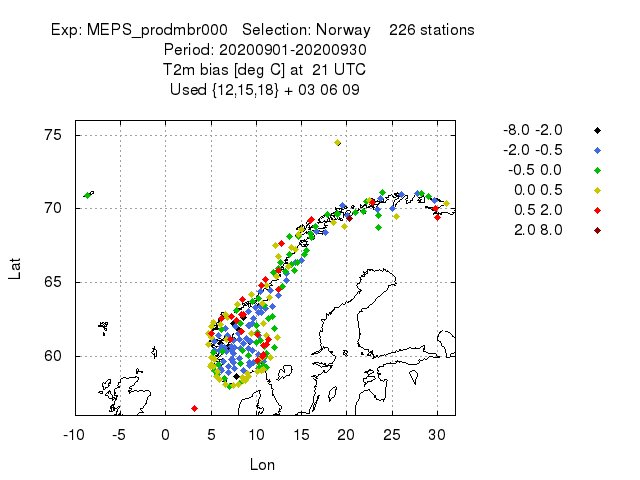 Exp: MEPS_prodmbr000 Selection: Norway 226 stations
Period: 20200901-20200930
T2m bias [deg C] at 21 UTC
Used {12,15,18} + 03 06 09
-8.0 -2.0
-2.0 -0.5
-0.5 0.0
0.0 0.5
0.5 2.0
2.0 8.0
75
70
65
60
Lat
-10 -5 0 5 10 15 20 25 30
Lon